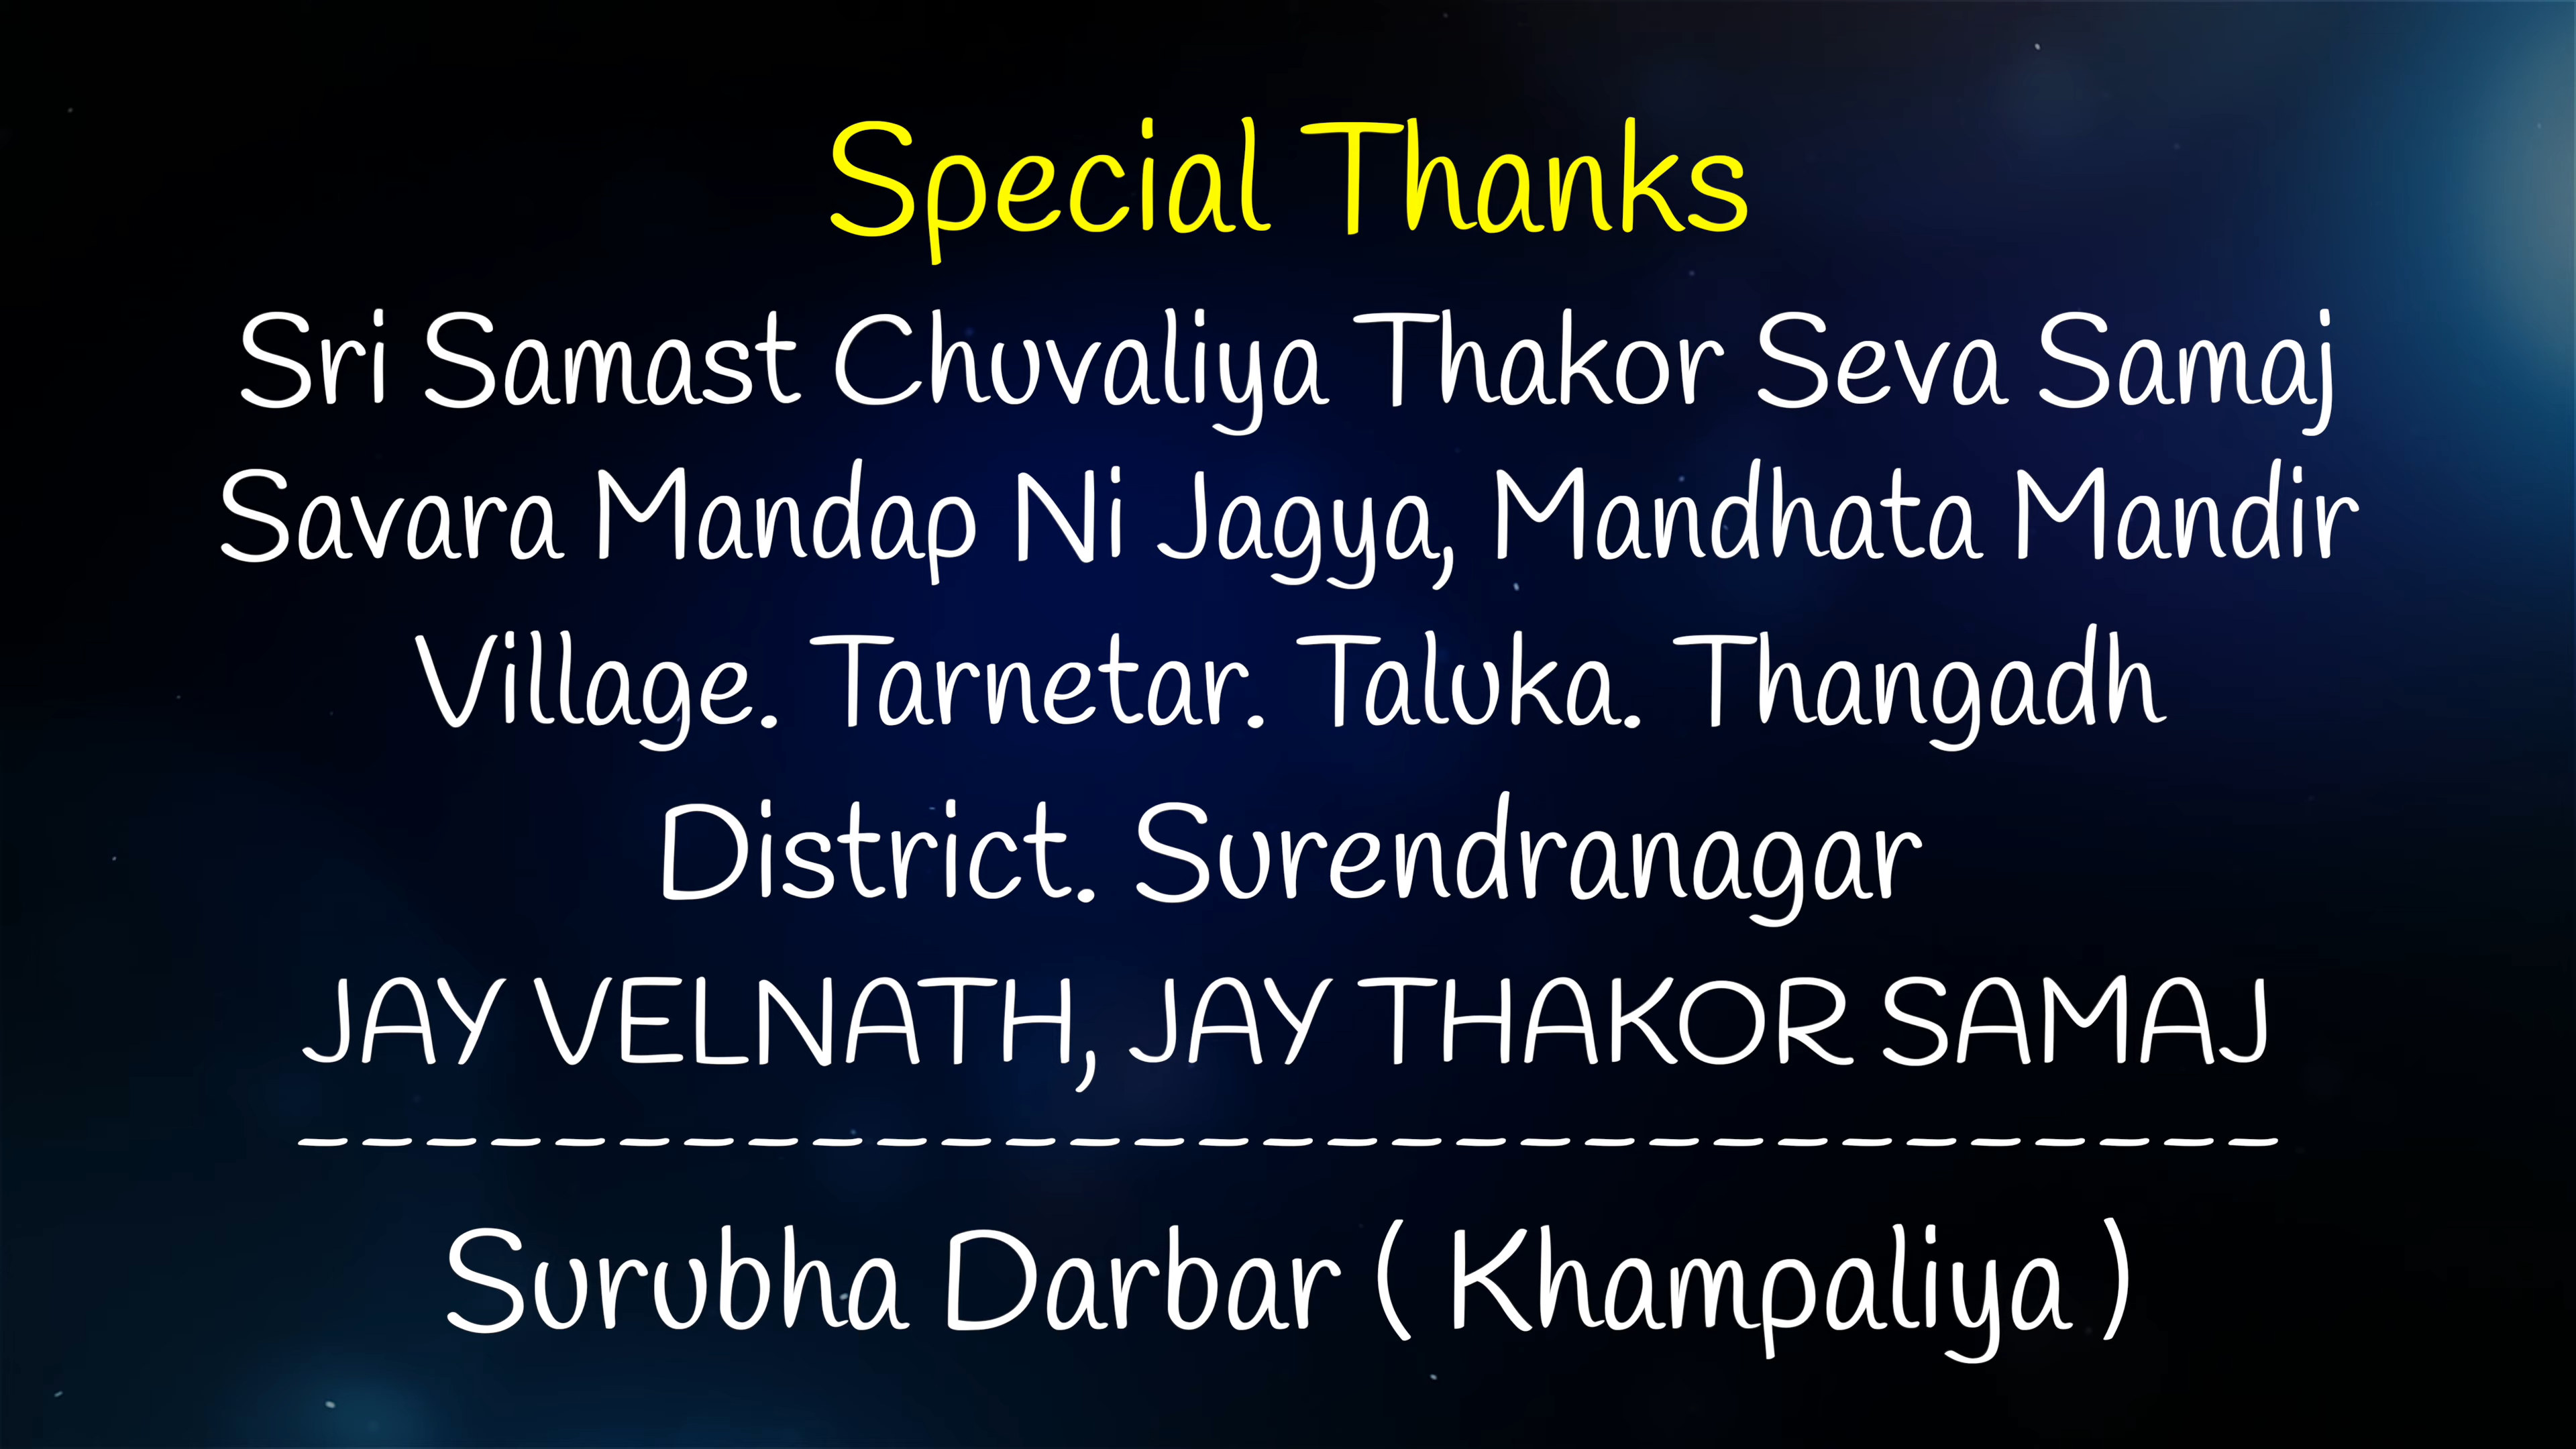 Special Thanks
Sri Samast Chuvaliya Thakor Seva Samaj
Savara Mandap Ni Jagya, Mandhata Mandir
Village. Tarnetar. Taluka. Thangadh
District. Surendranagar
JAY VELNATH, JAY THAKOR SAMAJ
-------------------------------
Surubha Darbar ( Khampaliya )